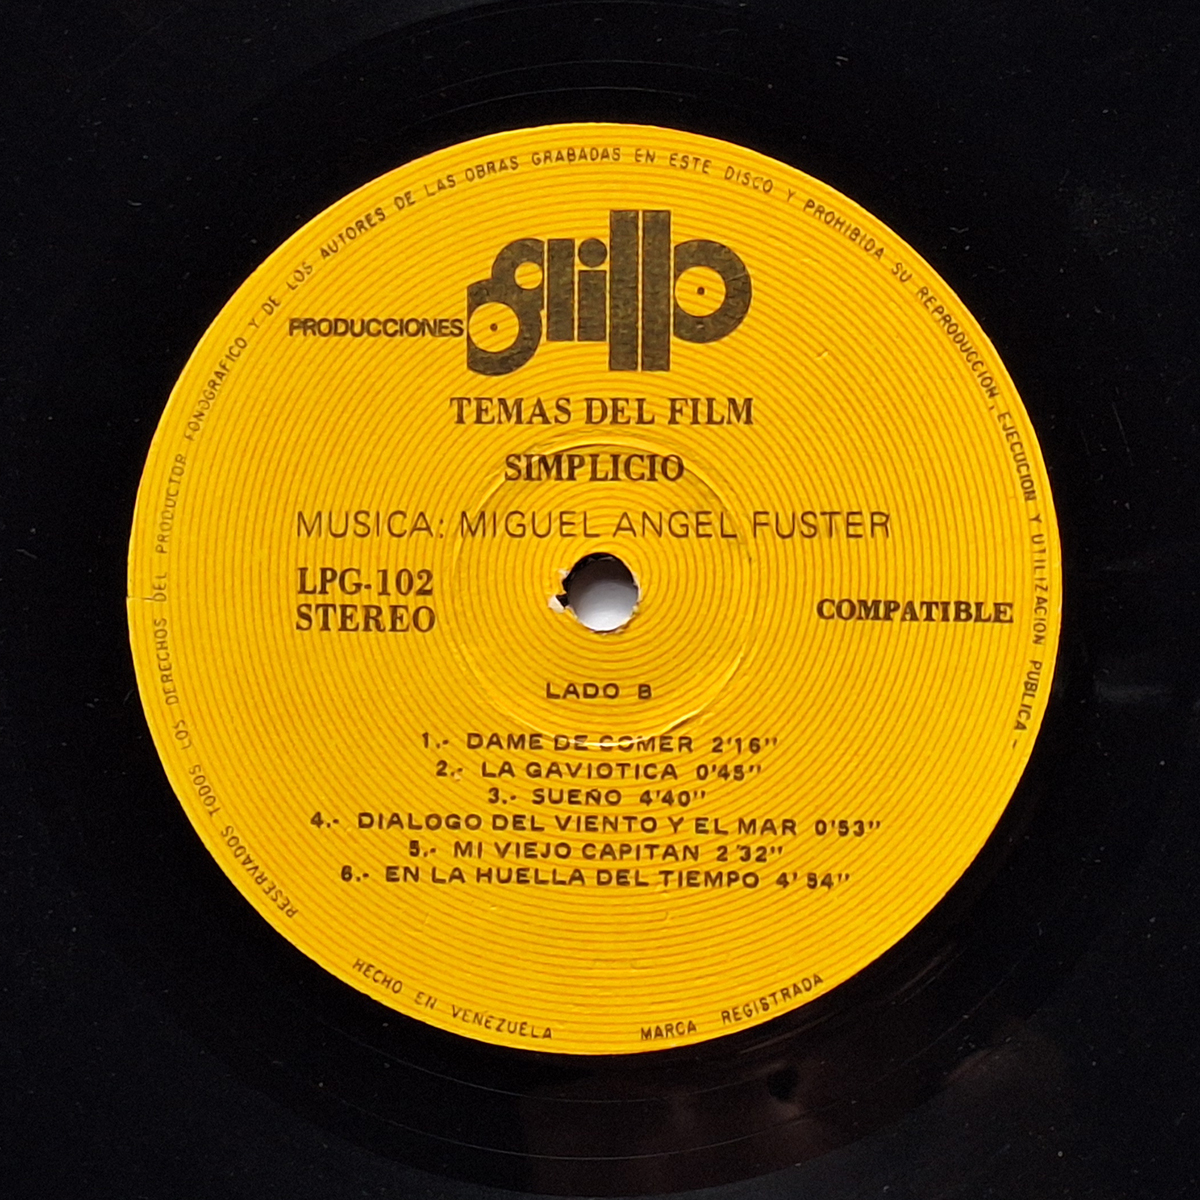 RESERVADOS TODOS LOS DERECHOS DEL PRODUCTOR FONOGRAFICO Y DE LOS AUTORES DE LAS OBRAS GRABADAS EN ESTE DISCO Y PROHIBIDA SU REPRODUCCION, EJECUCION Y UTILIZACION PUBLICA-
PRODUCCIONES Grillo
TEMAS DEL FILM
SIMPLICIO
MUSICA: MIGUEL ANGEL FUSTER
LPG-102
STEREO
COMPATIBLE
LADO B
1.- DAME DE COMER 2'16"
2.- LA GAVIOTICA 0'45"
3.- SUEÑO 4'40"
4.- DIALOGO DEL VIENTO Y EL MAR 0'53"
5.- MI VIEJO CAPITAN 2'32"
6.- EN LA HUELLA DEL TIEMPO 4'54"
HECHO EN VENEZUELA
MARCA REGISTRADA